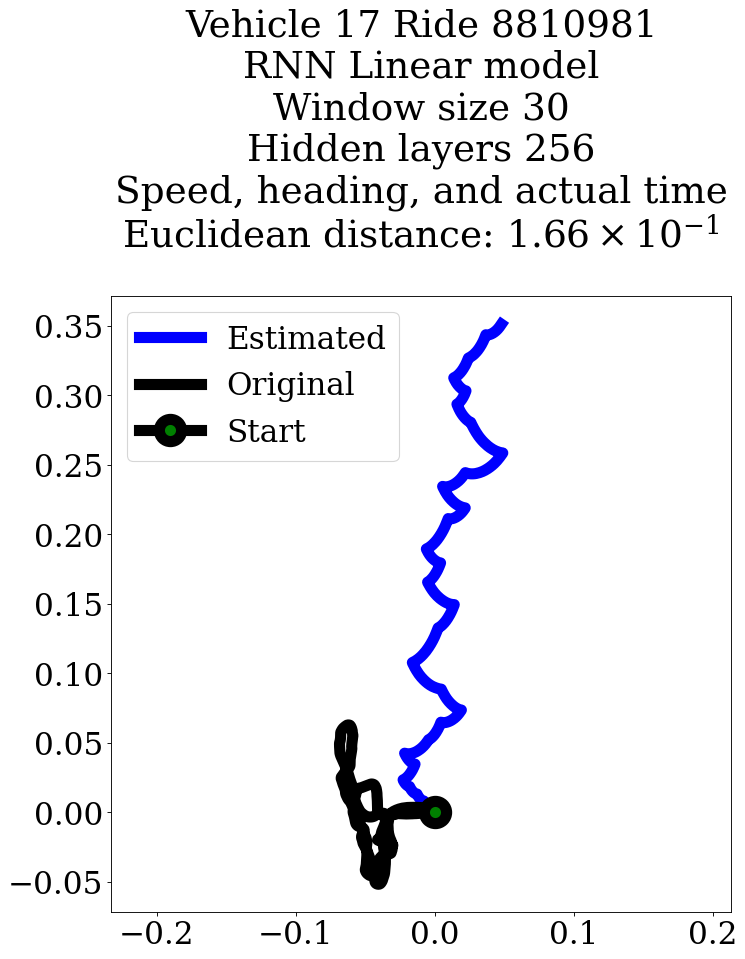 Vehicle 17 Ride 8810981
RNN Linear model
Window size 30
Hidden layers 256
Speed, heading, and actual time
Euclidean distance: 1.66 × 10⁻¹
Estimated
Original
Start
0.35
0.30
0.25
0.20
0.15
0.10
0.05
0.00
−0.05
−0.2 −0.1 0.0 0.1 0.2